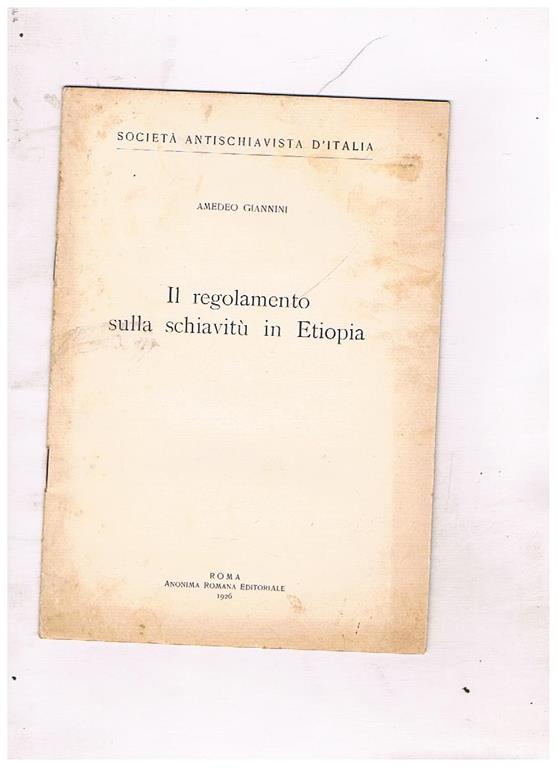 SOCIETÀ ANTISCHIAVISTA D'ITALIA
AMEDEO GIANNINI
Il regolamento
sulla schiavitù in Etiopia
ROMA
ANONIMA ROMANA EDITORIALE
1926